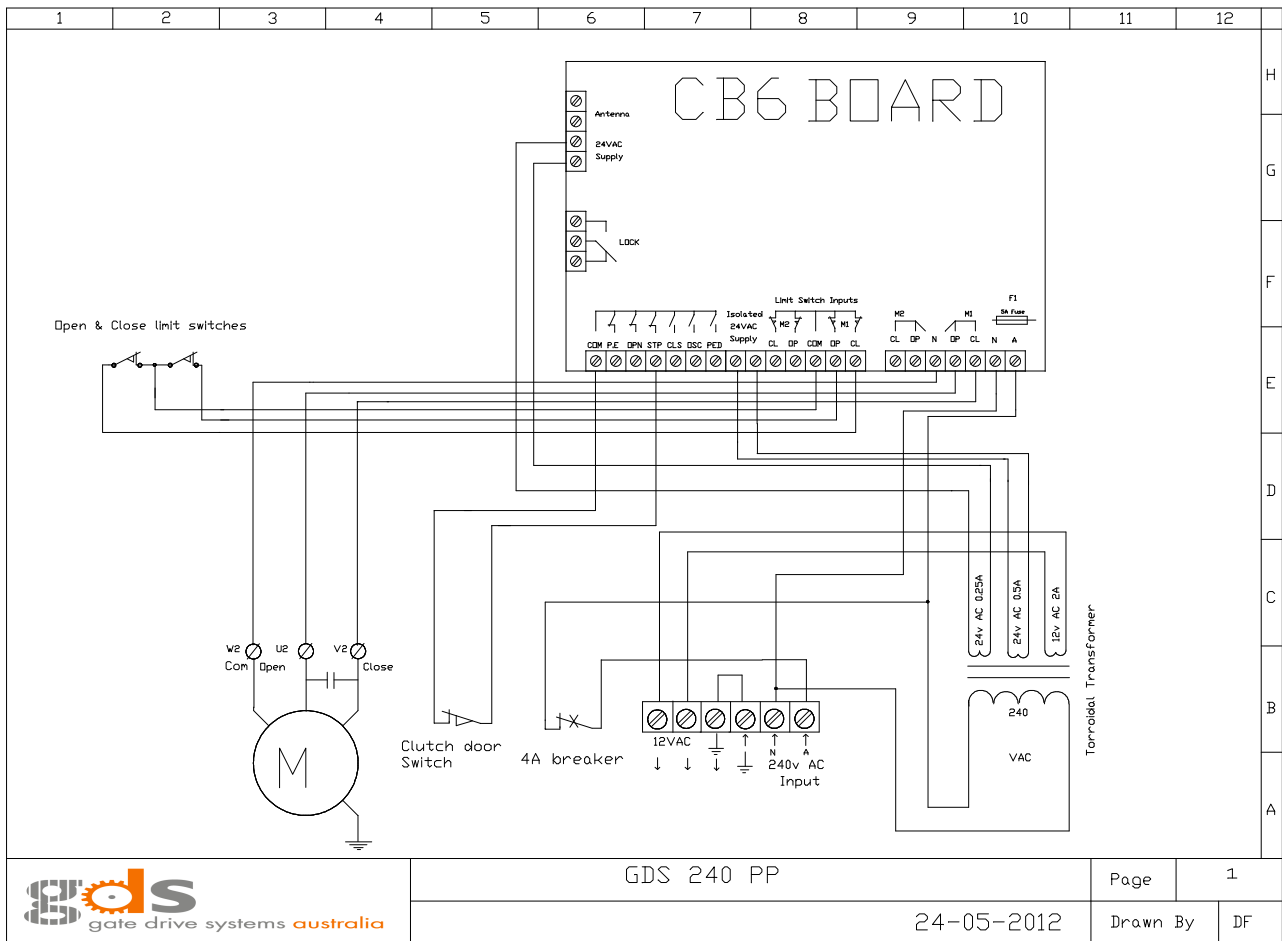 1 2 3 4 5 6 7 8 9 10 11 12
H
G
F
E
D
C
B
A
CB6 BOARD
Antenna
24VAC
Supply
LOCK
Open & Close limit switches
Isolated
24VAC
Supply
Limit Switch Inputs
M2 M1
M2 M1
F1
5A Fuse
COM P.E OPN STP CLS OSC PED CL OP COM OP CL CL OP N OP CL N A
W2 U2 V2
Com Open Close
M
Clutch door
Switch
4A breaker
12VAC
N A
240v AC
Input
24v AC 0.25A
24v AC 0.5A
12v AC 2A
Torroidal Transformer
240
VAC
gds
gate drive systems australia
GDS 240 PP
24-05-2012
Page 1
Drawn By DF